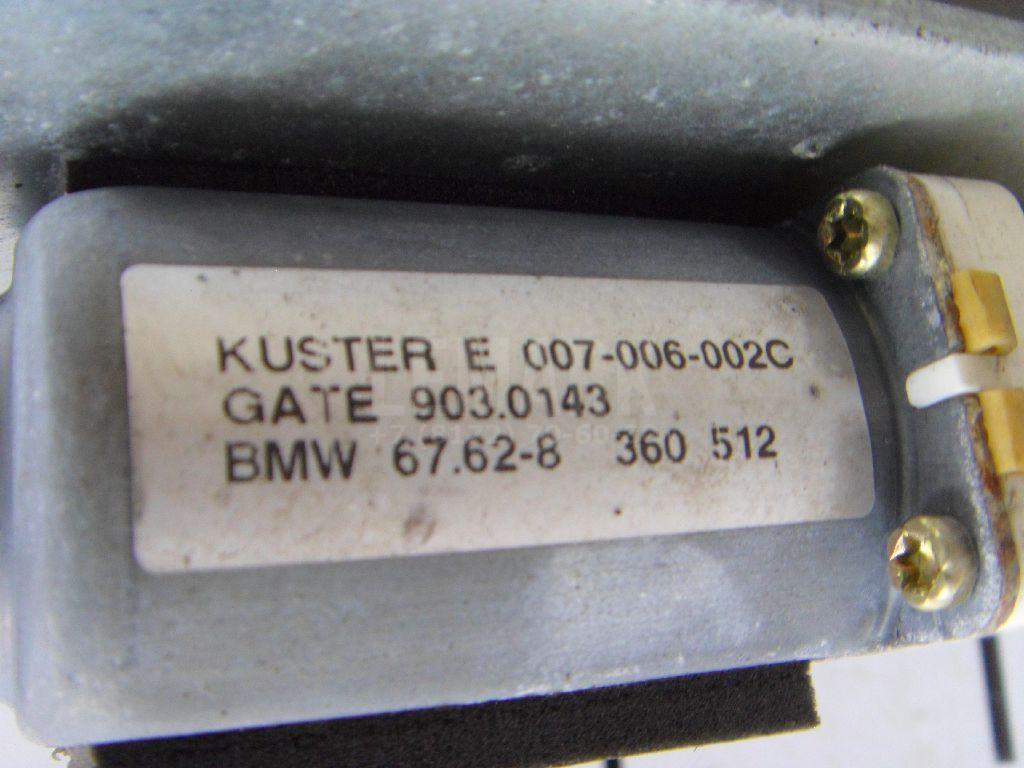 KUSTER E 007-006-002C
GATE 903.0143
BMW 67.62-8 360 512